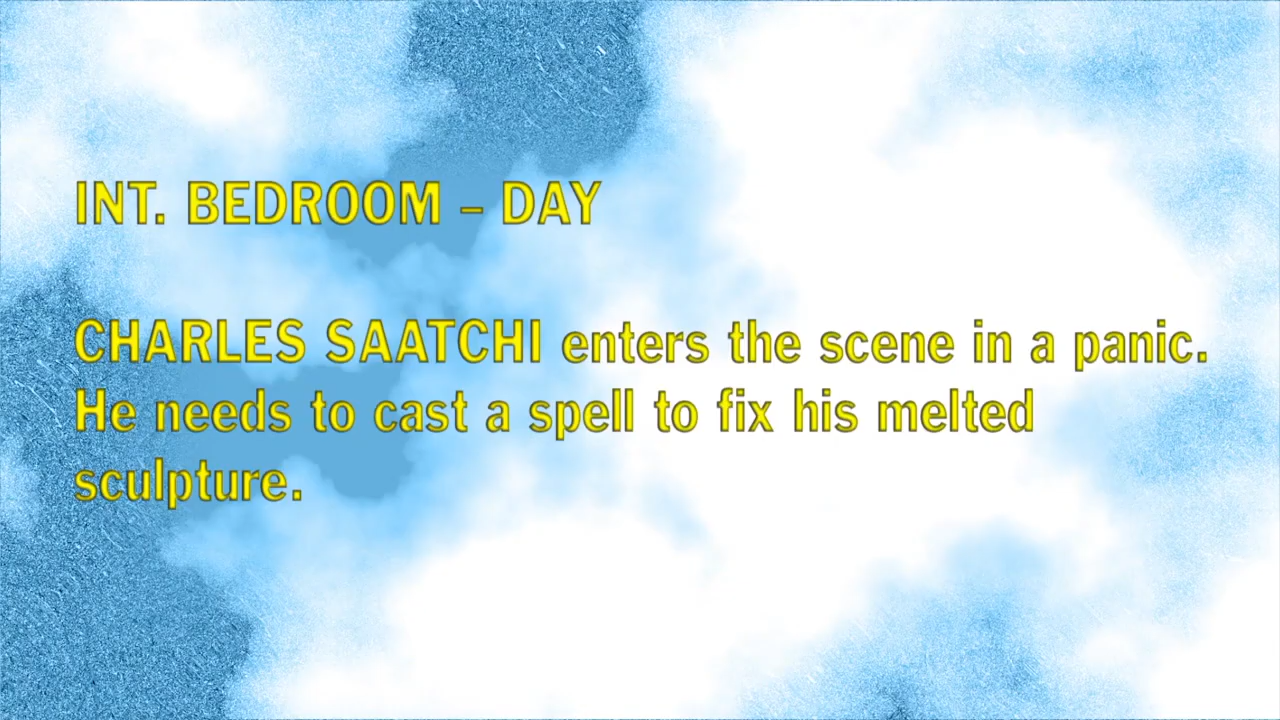 INT. BEDROOM – DAY
CHARLES SAATCHI enters the scene in a panic.
He needs to cast a spell to fix his melted
sculpture.